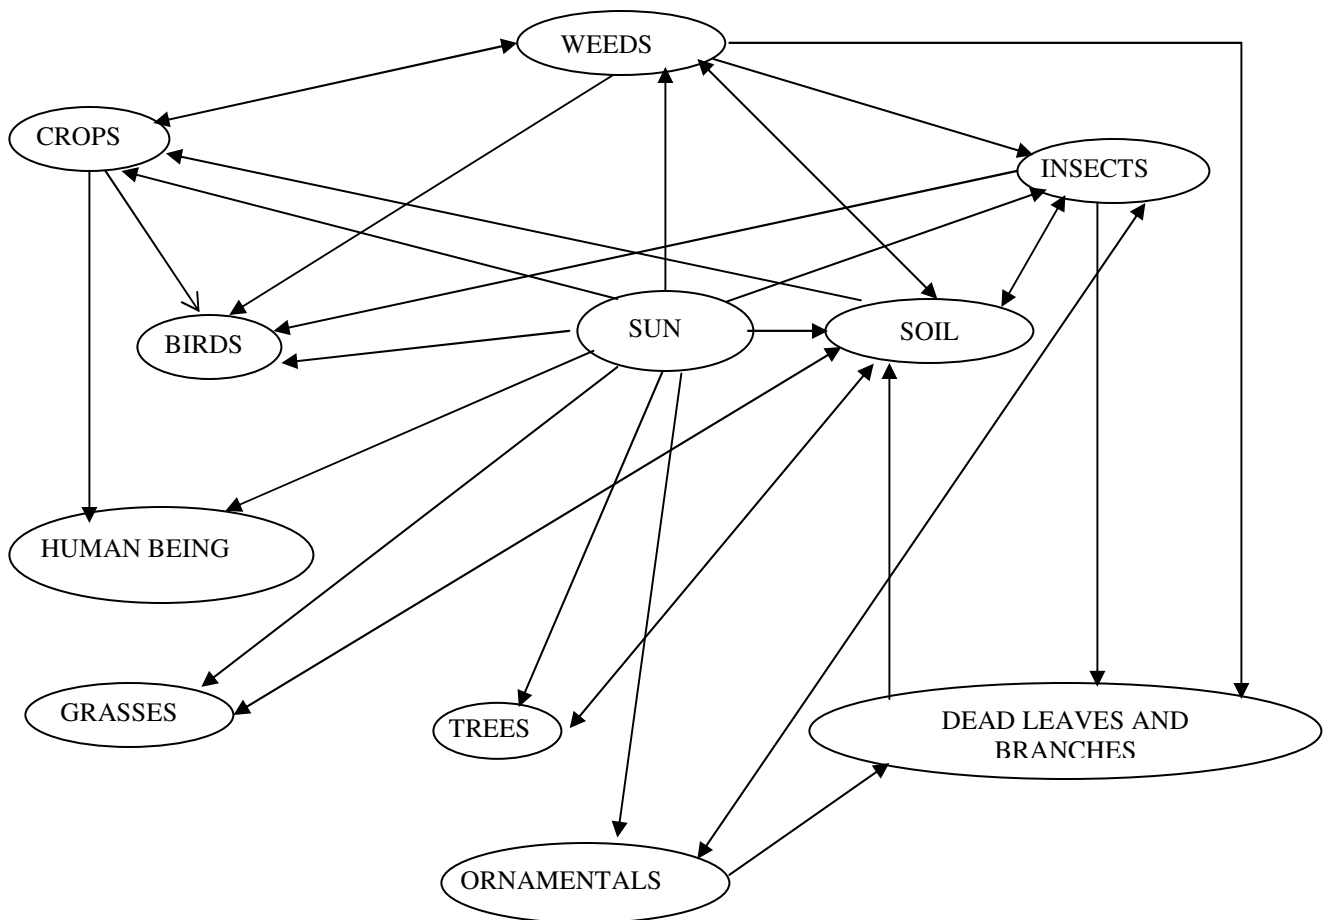 WEEDS
CROPS
INSECTS
SUN
SOIL
BIRDS
HUMAN BEING
GRASSES
TREES
DEAD LEAVES AND
BRANCHES
ORNAMENTALS